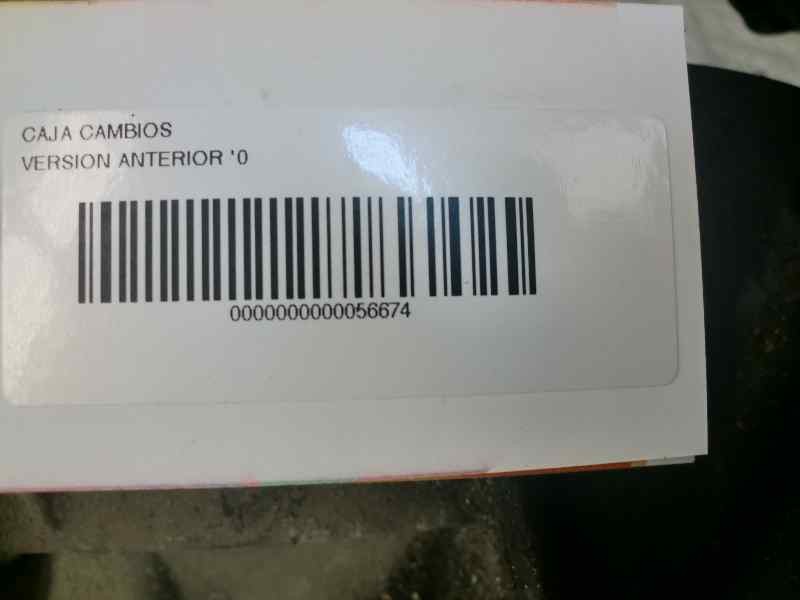 CAJA CAMBIOS
VERSION ANTERIOR '0
0000000000056674